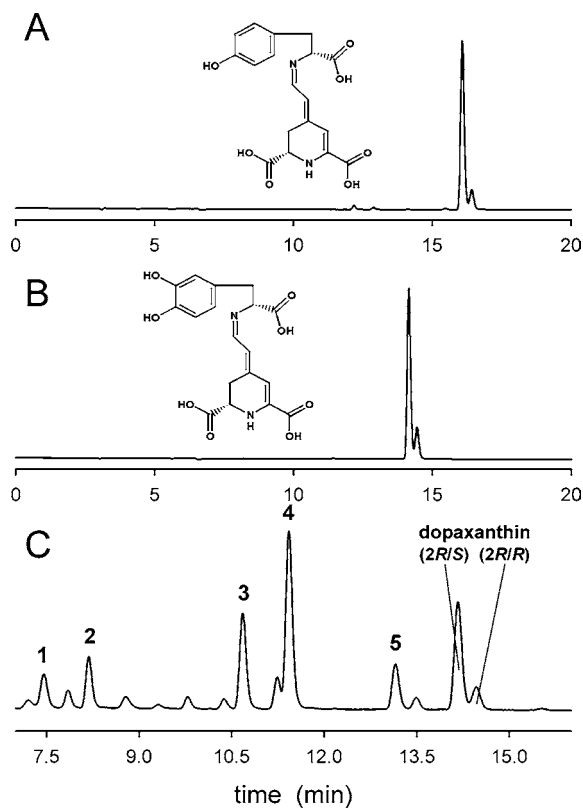 A
HO
N
O
OH
HO
O
N
H
OH
O
0 5 10 15 20
B
HO
HO
N
O
OH
HO
O
N
H
OH
O
0 5 10 15 20
C
4
dopaxanthin
(2R/S) (2R/R)
3
2
1
5
7.5 9.0 10.5 12.0 13.5 15.0
time (min)